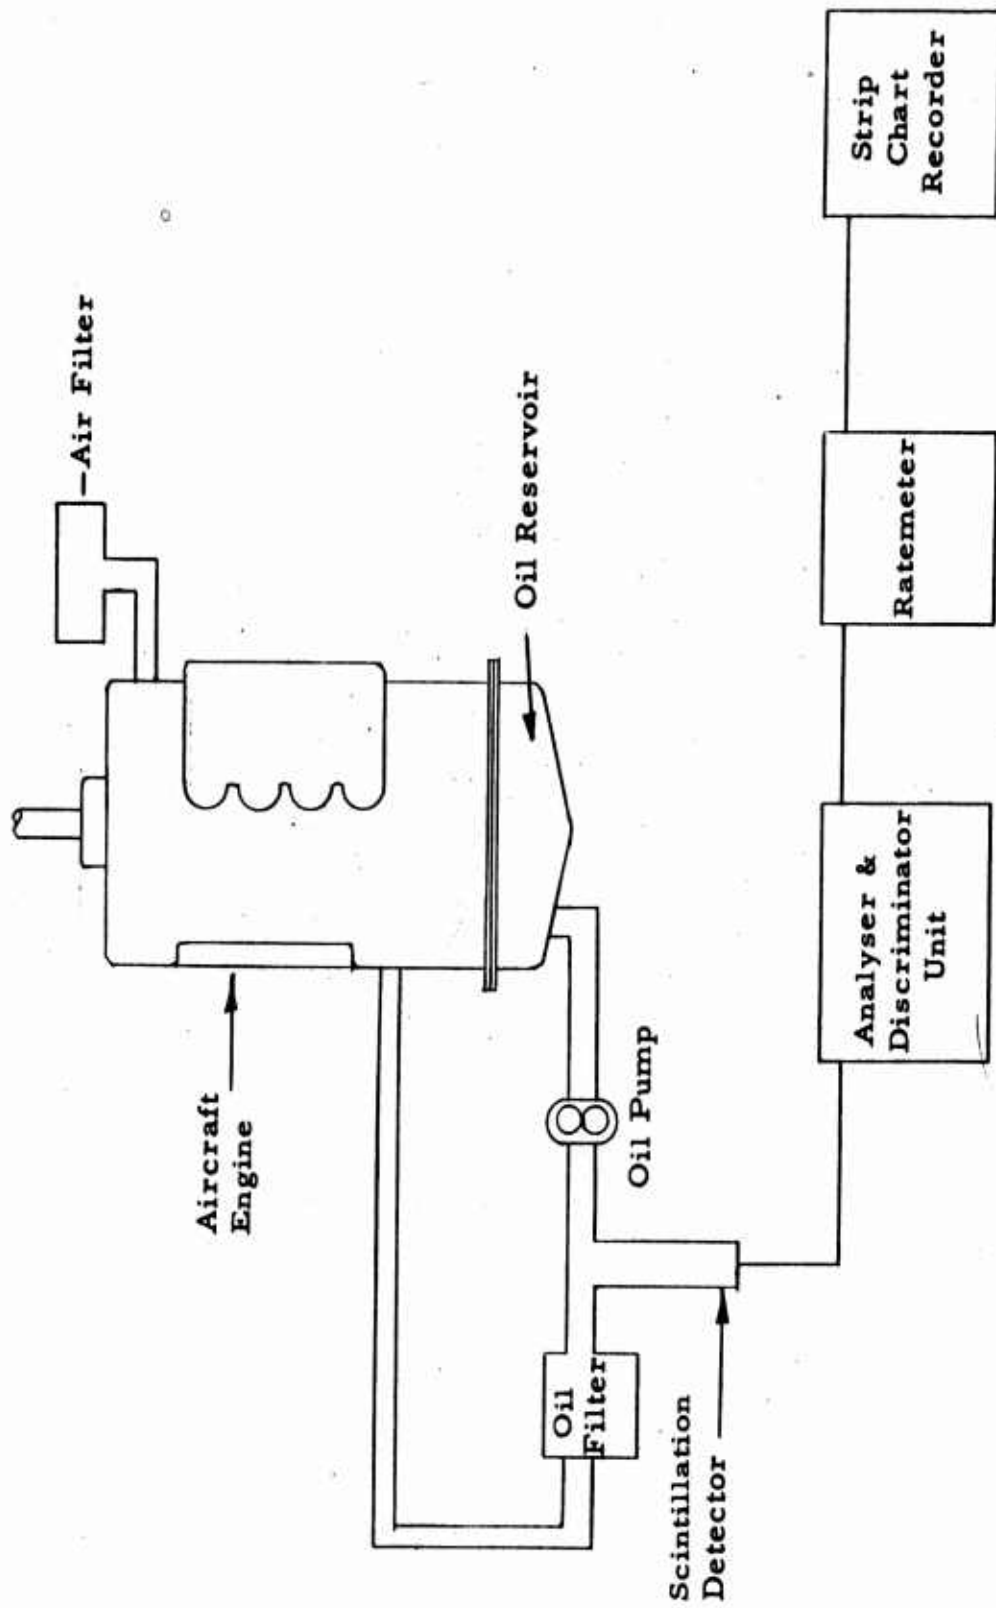 Air Filter
Aircraft
Engine
Oil Reservoir
Oil Pump
Oil
Filter
Scintillation
Detector
Analyser &
Discriminator
Unit
Ratemeter
Strip
Chart
Recorder